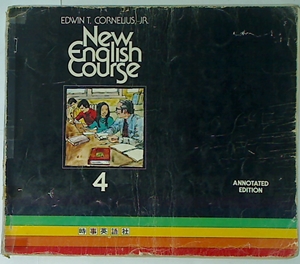 EDWIN T. CORNELIUS, JR.
New
English
Course
4
ANNOTATED
EDITION
時事英語社